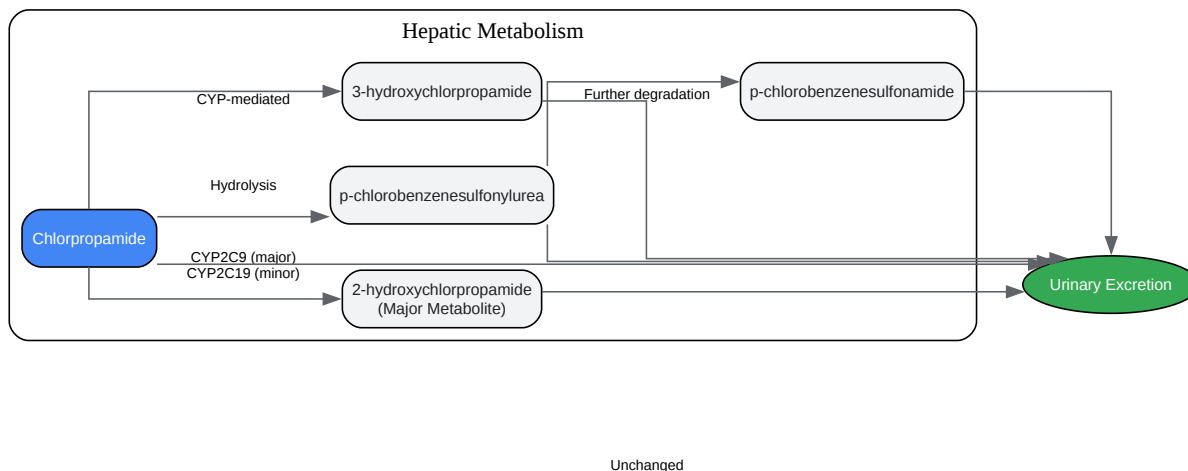 Hepatic Metabolism
3-hydroxychlorpropamide
p-chlorobenzenesulfonamide
CYP-mediated
Further degradation
Hydrolysis
p-chlorobenzenesulfonylurea
Chlorpropamide
CYP2C9 (major)
CYP2C19 (minor)
2-hydroxychlorpropamide
(Major Metabolite)
Urinary Excretion
Unchanged